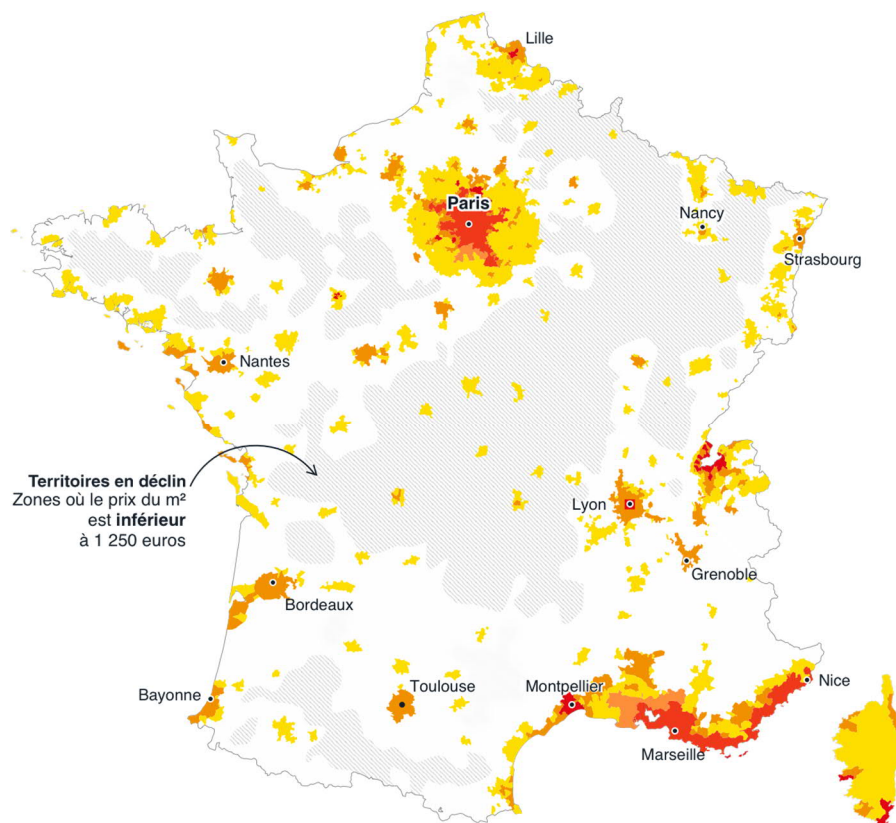 Lille
Paris
Nancy
Strasbourg
Nantes
Territoires en déclin
Zones où le prix du m²
est inférieur
à 1 250 euros
Lyon
Grenoble
Bordeaux
Bayonne
Toulouse
Montpellier
Nice
Marseille